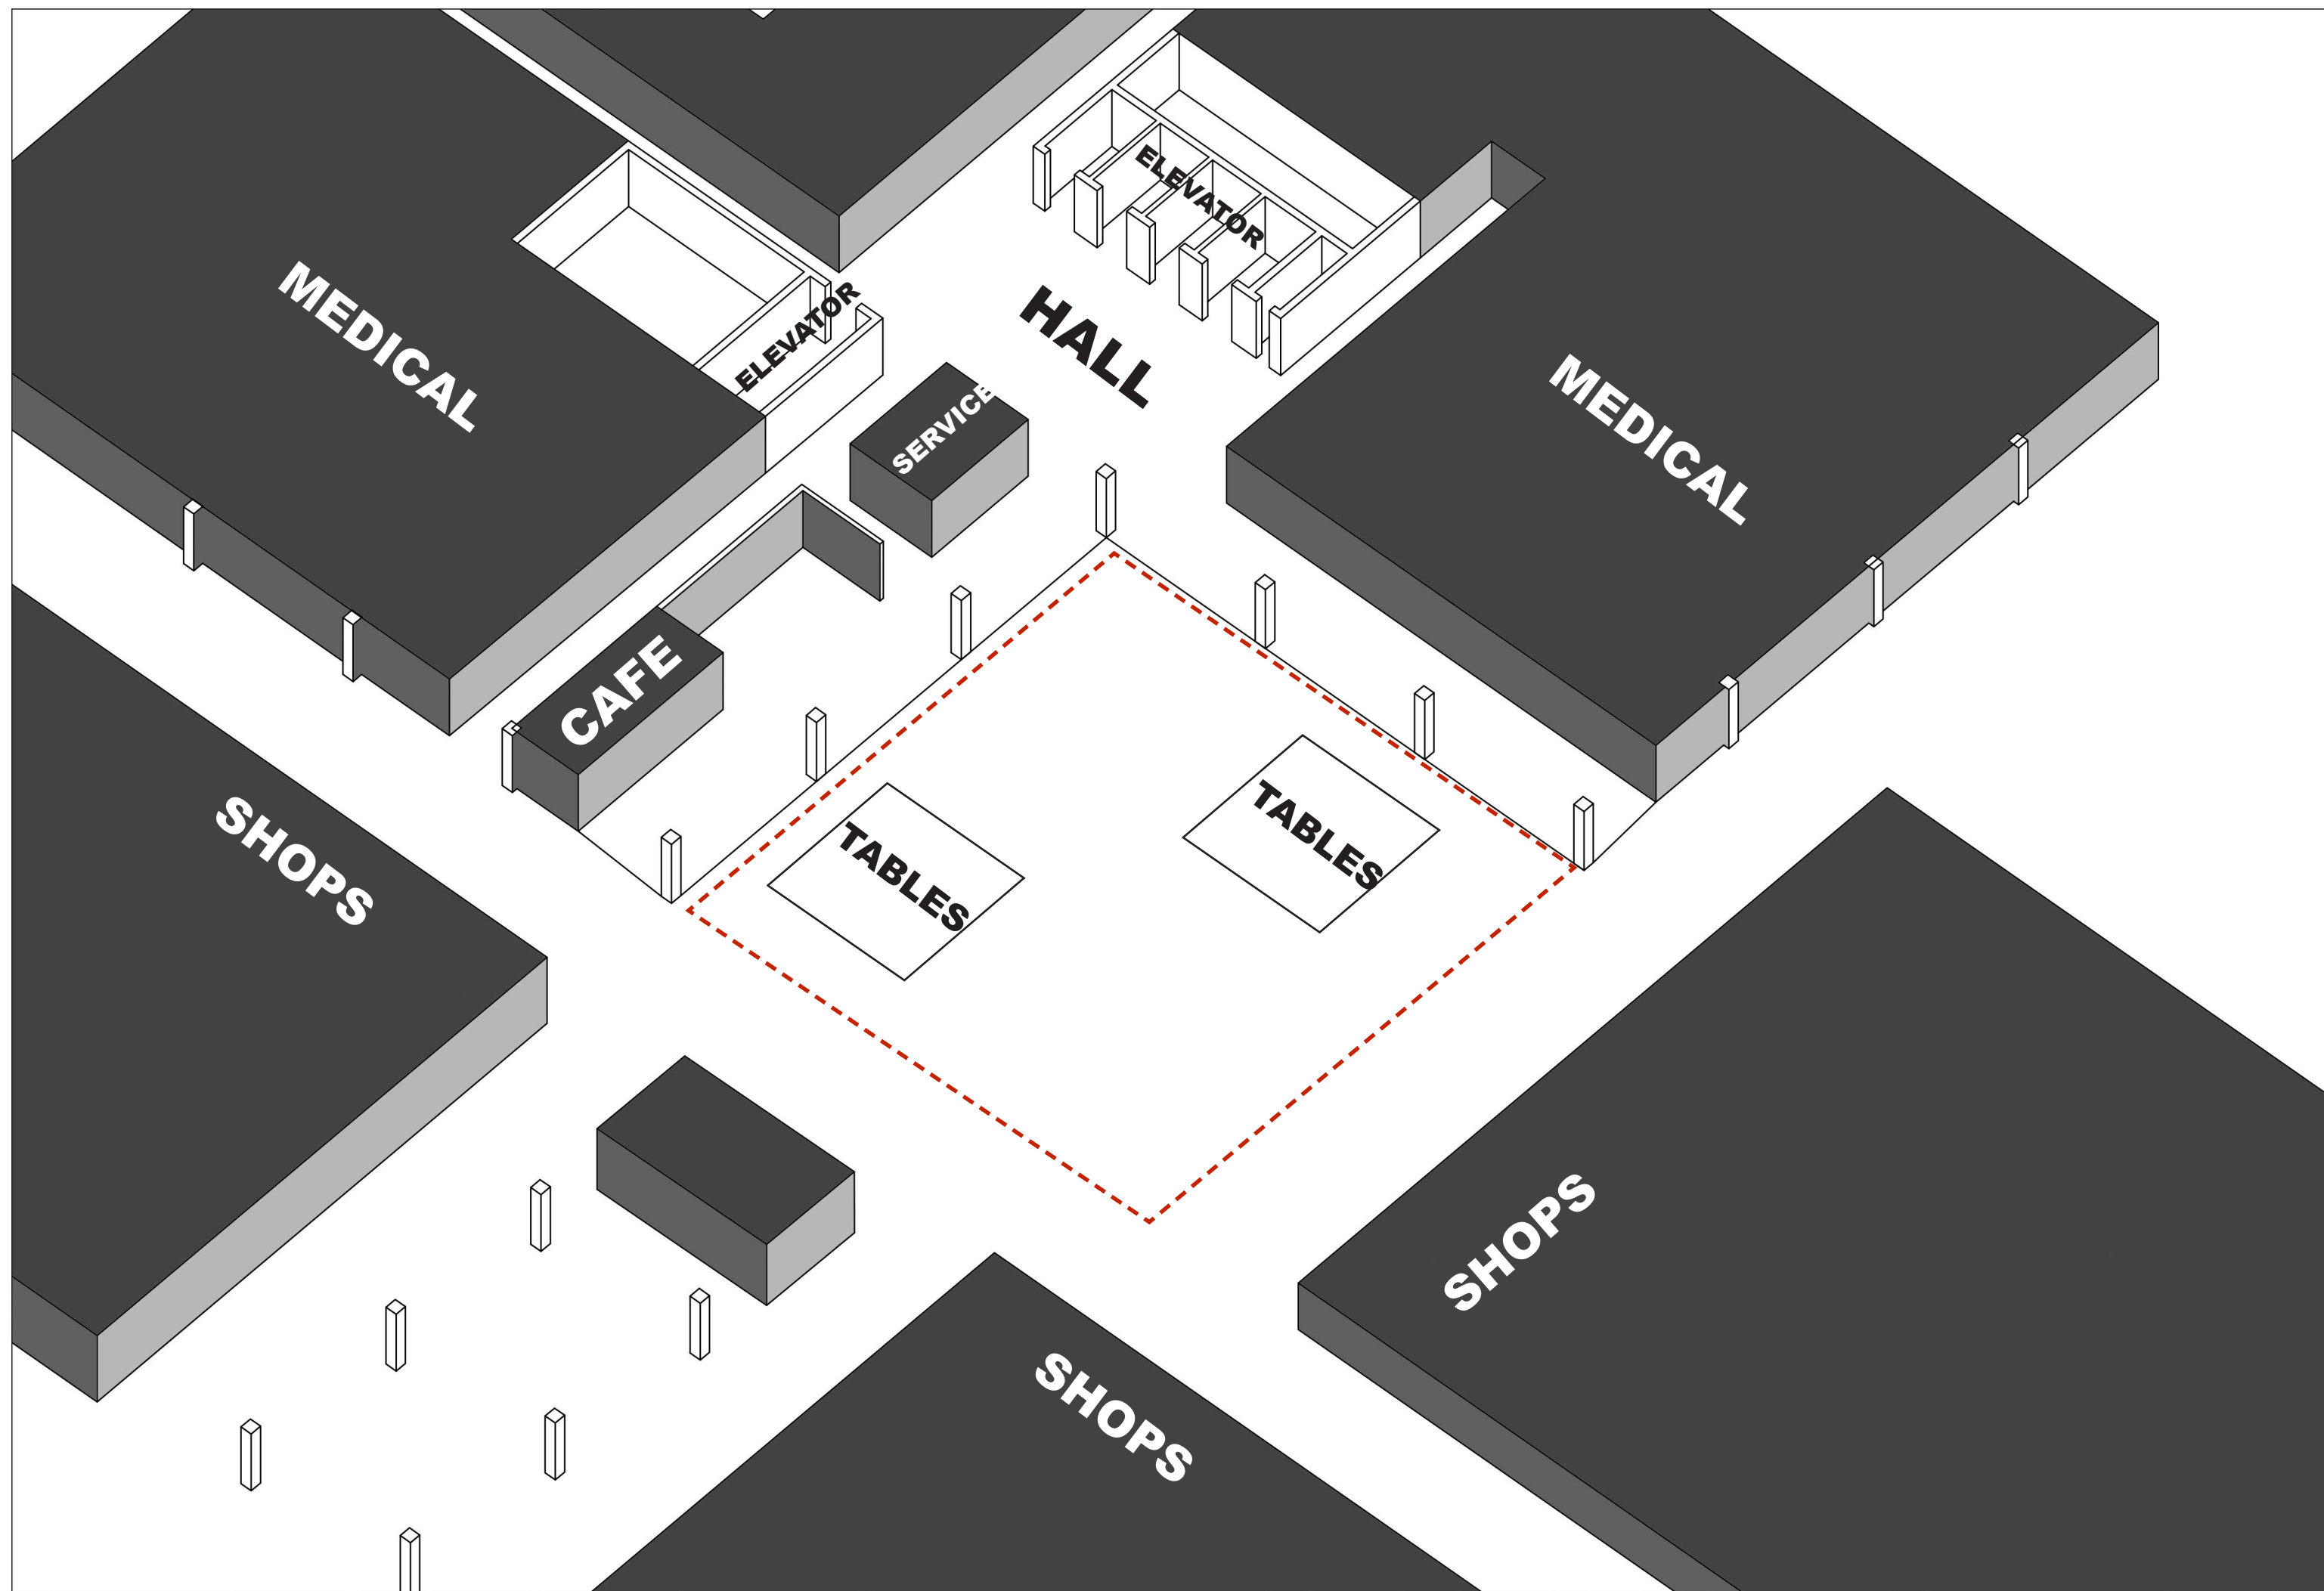 ELEVATOR
MEDICAL
ELEVATOR
HALL
SERVICE
MEDICAL
CAFE
SHOPS
TABLES
TABLES
SHOPS
SHOPS